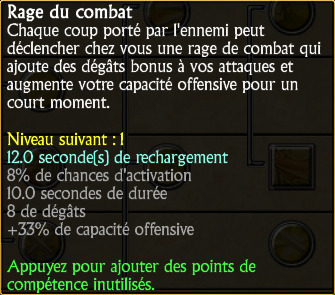 Rage du combat
Chaque coup porté par l'ennemi peut
déclencher chez vous une rage de combat qui
ajoute des dégâts bonus à vos attaques et
augmente votre capacité offensive pour un
court moment.
Niveau suivant : 1
12.0 seconde(s) de rechargement
8% de chances d'activation
10.0 secondes de durée
8 de dégâts
+33% de capacité offensive
Appuyez pour ajouter des points de
compétence inutilisés.